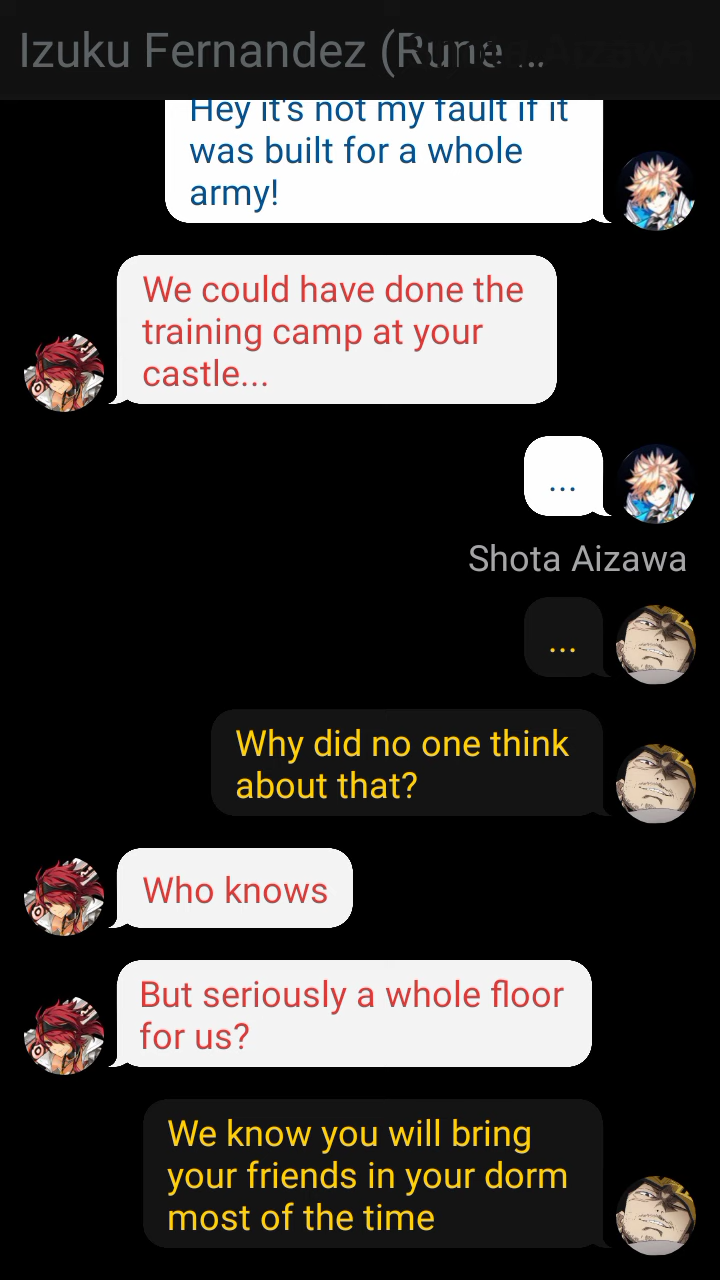 Izuku Fernandez (Rune ...
Hey it's not my fault if it
was built for a whole
army!
We could have done the
training camp at your
castle...
...
Shota Aizawa
...
Why did no one think
about that?
Who knows
But seriously a whole floor
for us?
We know you will bring
your friends in your dorm
most of the time